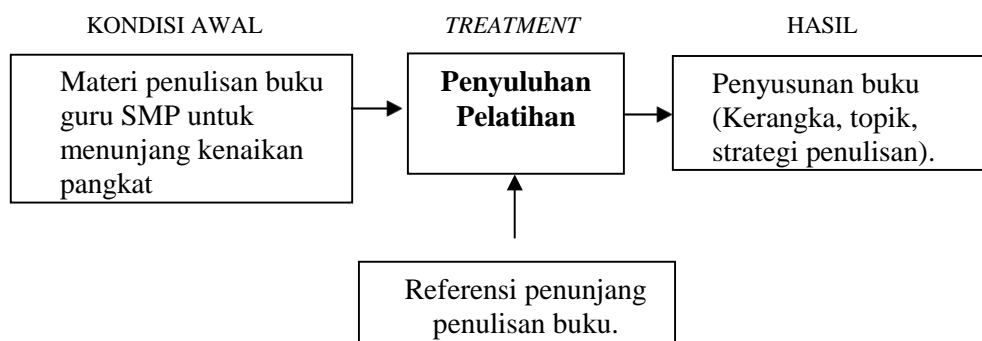 KONDISI AWAL
TREATMENT
HASIL
Materi penulisan buku
guru SMP untuk
menunjang kenaikan
pangkat
Penyuluhan
Pelatihan
Penyusunan buku
(Kerangka, topik,
strategi penulisan).
Referensi penunjang
penulisan buku.